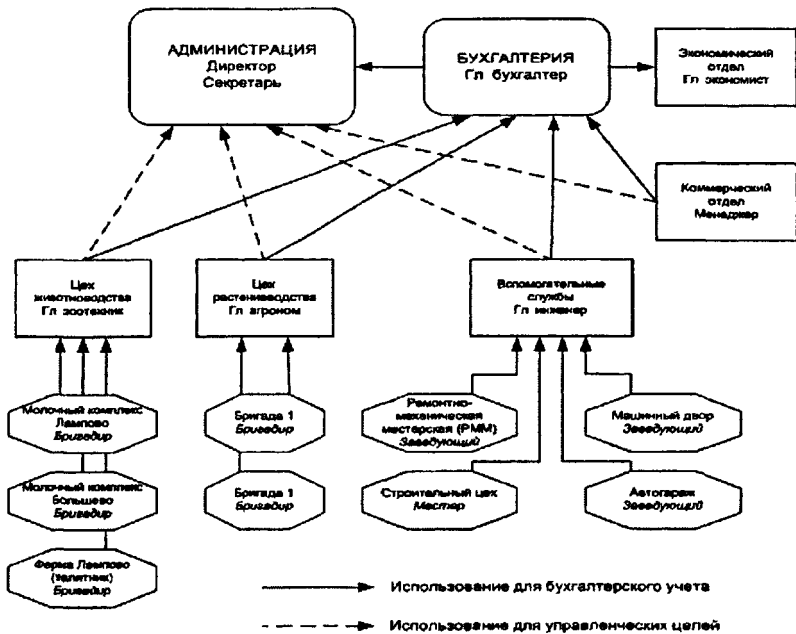 АДМИНИСТРАЦИЯ
Директор
Секретарь
БУХГАЛТЕРИЯ
Гл бухгалтер
Экономический
отдел
Гл экономист
Коммерческий
отдел
Менеджер
Цех
животноводства
Гл зоотехник
Цех
растениеводства
Гл агроном
Вспомогательные
службы
Гл инженер
Молочный комплекс
Лампово
Бригадир
Бригада 1
Бригадир
Ремонтно-
механическая
мастерская (РММ)
Заведующий
Машинный двор
Заведующий
Молочный комплекс
Большево
Бригадир
Бригада 1
Бригадир
Строительный цех
Мастер
Автогараж
Заведующий
Ферма Лампово
(телятник)
Бригадир
Использование для бухгалтерского учета
Использование для управленческих целей